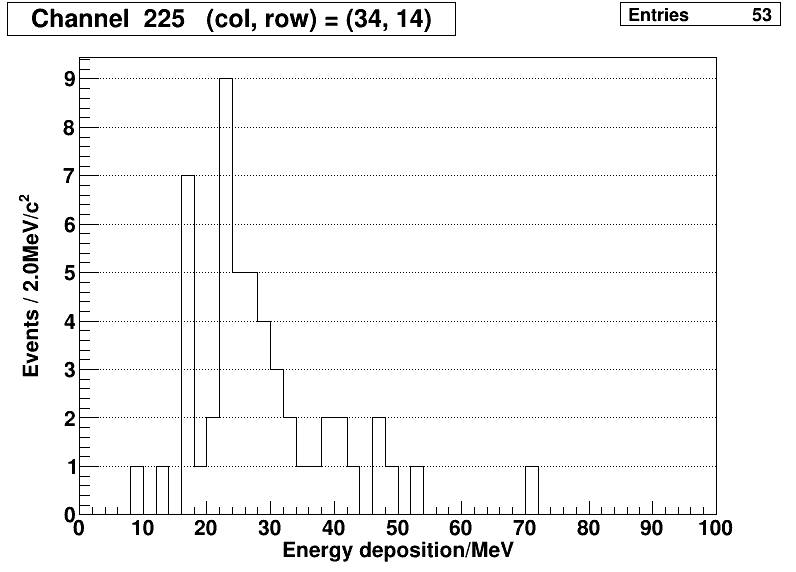 Channel 225 (col, row) = (34, 14)
Entries 53
Events / 2.0MeV/c²
9
8
7
6
5
4
3
2
1
0
0 10 20 30 40 50 60 70 80 90 100
Energy deposition/MeV